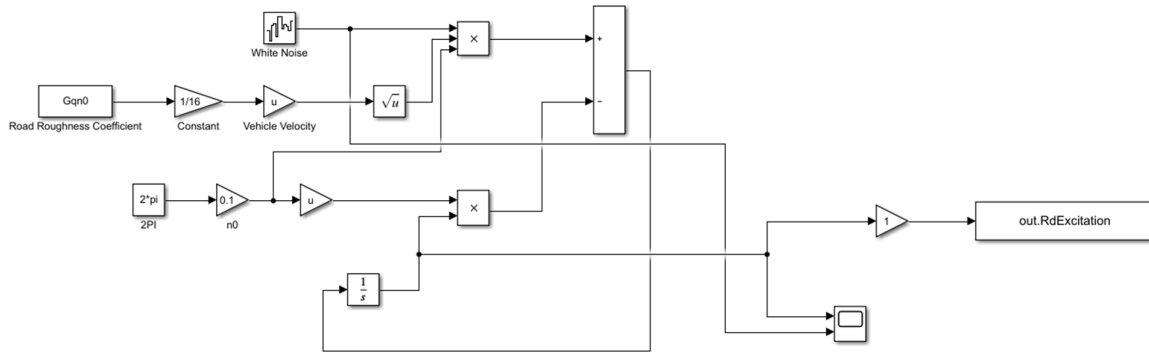 White Noise
×
+
−
Gqn0
Road Roughness Coefficient
1/16
Constant
u
Vehicle Velocity
√u
2*pi
2PI
0.1
n0
u
×
1
out.RdExcitation
1
s